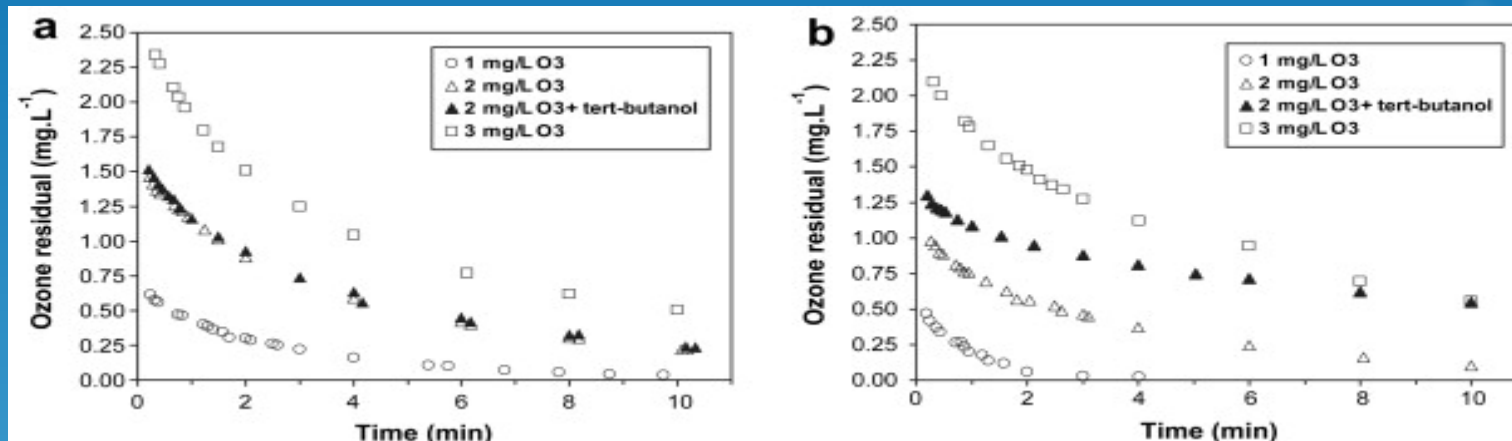 a
2.50
2.25
2.00
1.75
1.50
1.25
1.00
0.75
0.50
0.25
0.00
Ozone residual (mg.L-1)
1 mg/L O3
2 mg/L O3
2 mg/L O3+ tert-butanol
3 mg/L O3
0 2 4 6 8 10
Time (min)
b
2.50
2.25
2.00
1.75
1.50
1.25
1.00
0.75
0.50
0.25
0.00
Ozone residual (mg.L-1)
1 mg/L O3
2 mg/L O3
2 mg/L O3+ tert-butanol
3 mg/L O3
0 2 4 6 8 10
Time (min)